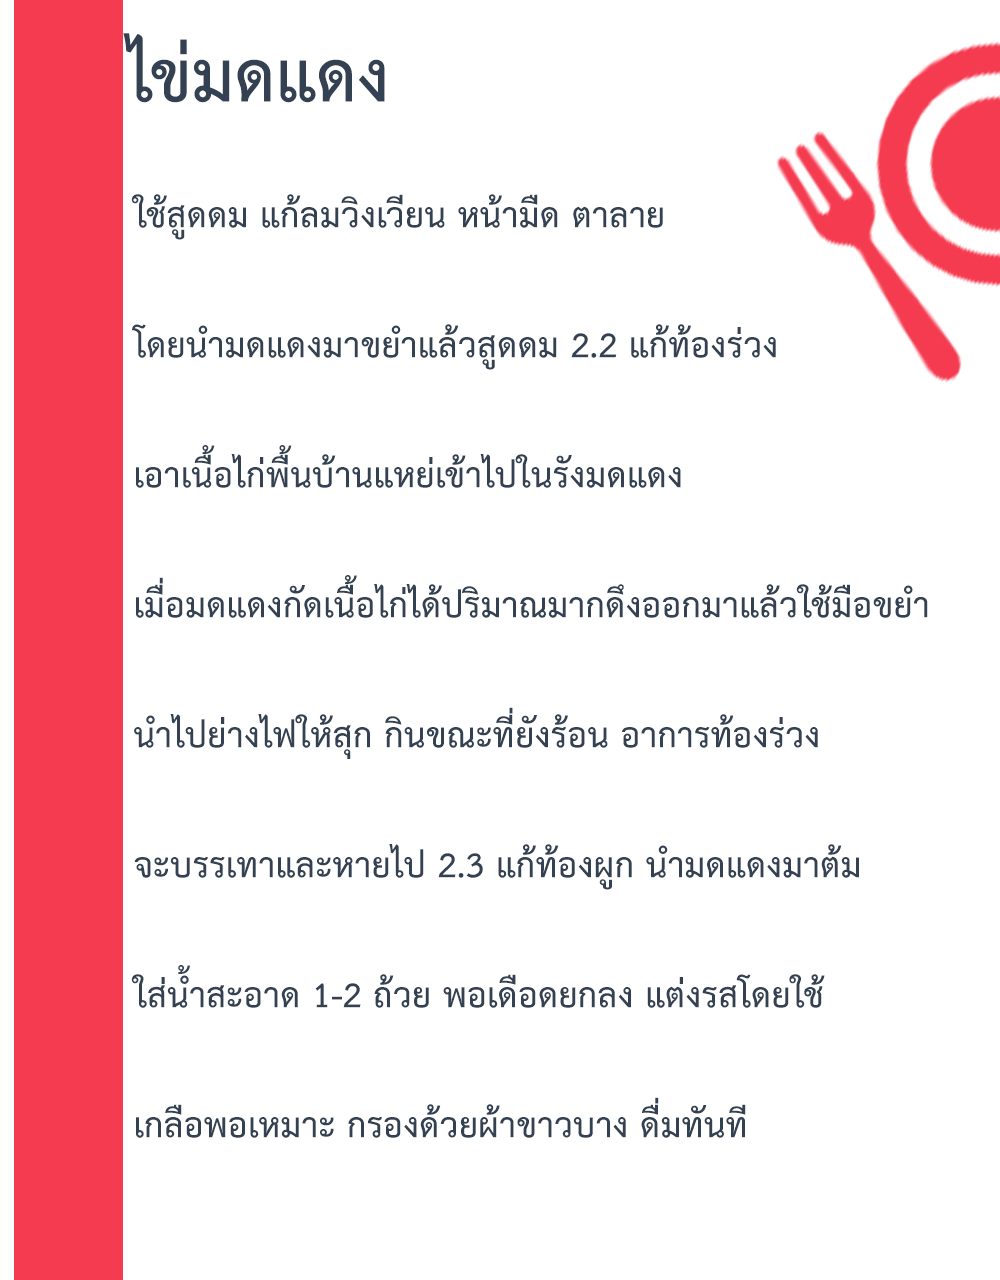 ไข่มดแดง
ใช้สูดดม แก้ลมวิงเวียน หน้ามืด ตาลาย
โดยนำมดแดงมาขยำแล้วสูดดม 2.2 แก้ท้องร่วง
เอาเนื้อไก่พื้นบ้านแหย่เข้าไปในรังมดแดง
เมื่อมดแดงกัดเนื้อไก่ได้ปริมาณมากดึงออกมาแล้วใช้มือขยำ
นำไปย่างไฟให้สุก กินขณะที่ยังร้อน อาการท้องร่วง
จะบรรเทาและหายไป 2.3 แก้ท้องผูก นำมดแดงมาต้ม
ใส่น้ำสะอาด 1-2 ถ้วย พอเดือดยกลง แต่งรสโดยใช้
เกลือพอเหมาะ กรองด้วยผ้าขาวบาง ดื่มทันที